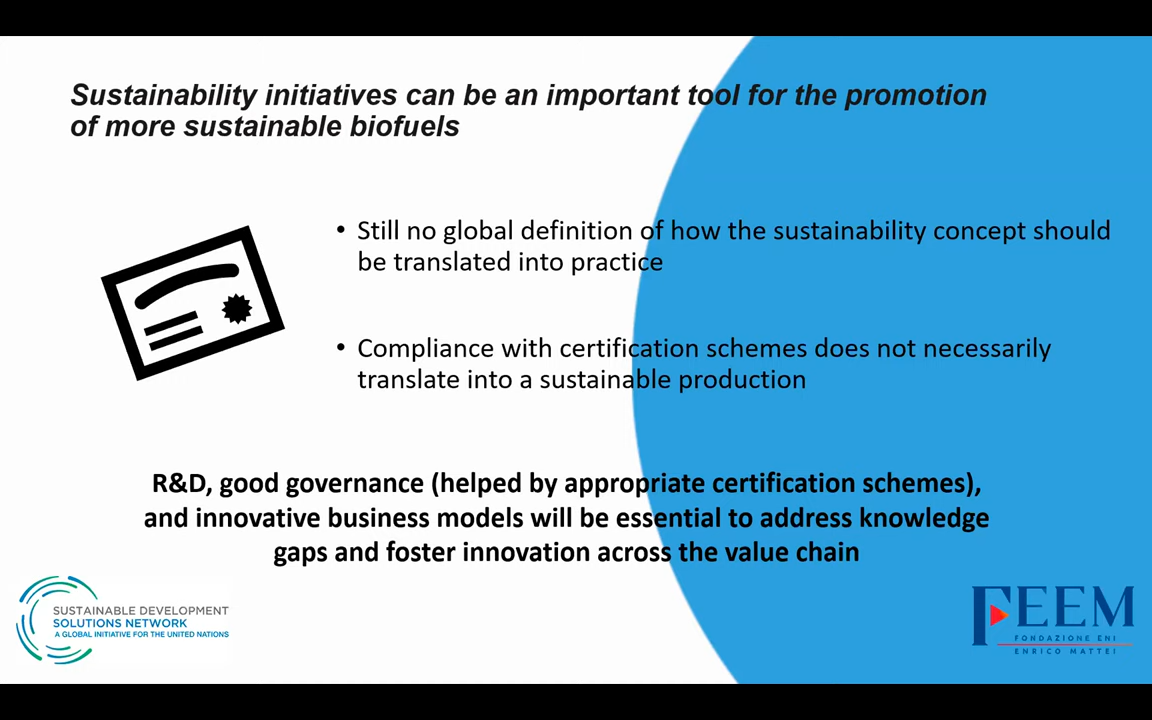 Sustainability initiatives can be an important tool for the promotion
of more sustainable biofuels
• Still no global definition of how the sustainability concept should
be translated into practice
• Compliance with certification schemes does not necessarily
translate into a sustainable production
R&D, good governance (helped by appropriate certification schemes),
and innovative business models will be essential to address knowledge
gaps and foster innovation across the value chain
SUSTAINABLE DEVELOPMENT
SOLUTIONS NETWORK
A GLOBAL INITIATIVE FOR THE UNITED NATIONS
FEEM
FONDAZIONE ENI
ENRICO MATTEI